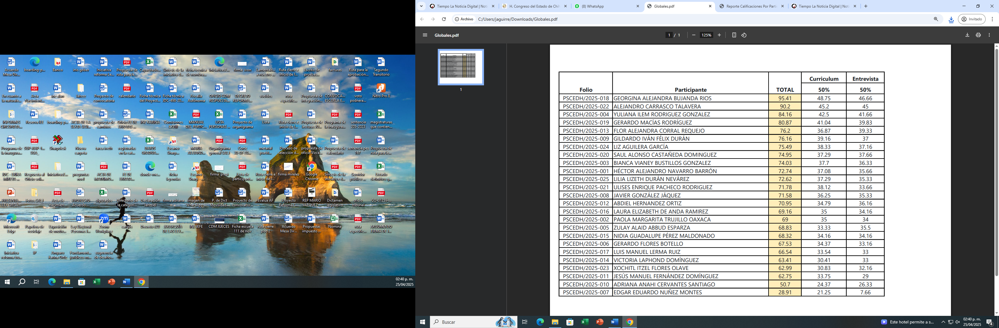 Acuerdo Mesa Dir...
boarding-p...
Banco
inis gober
Iniciativa reforma Le...
Propuesta de ruta para le...
Capacitado...
Síntesis de la iniciativa d...
ficha técnica de nombra...
IniciativasE...
firma ivon
Lamentab... a nuestro ...
Ruta cierre e inicio de l...
Escrito de pruebas...
facturas
Ruta para la aprobación...
Segundo Transitorio
En cuanto a la naturale...
Acta Nacimient...
ine alan
Jahzzz
Proyecto de convocatoria
calendario
Ficha técnica del Proyect...
Ficha técnica JDC-498-20...
Fiscalía Autónoma
OFICIO CDM RESPUESTA...
DECRETO REFORMA...
sueldos
ruta especific...
Propuesta de integración...
CONVOCA... ESCUELA E...
voto podnera...
Nitro Pro 8
INFORMES CIRCUNSTA...
Reserva IEE
boarding-p...
ACTA DE LA SEXTA SESI...
propuesta de cambios
Oficio FE DE ERRATAS ...
INE KARINA
Comisiones LXVIII
MANUAL DEL PARTIC...
LISTA PERSONAS ...
Proyecto de organigrama
Lista
Ruta cierre e inicio de l...
Propuesta de lecturas JU...
Programa de la inaugura...
sentencia 205-2023
magistraturas que contien...
Programa de la inaugura...
SUP-RAP-1... SGA_
Sharpdesk
Nueva carpeta
tarea iveth
registradas en la cat...
DATOS GRADUA...
Escaner Sharp...
MARIA ALEJAND...
Organigrama general SALJ
Corte 30-07-20...
metarial puebl...
Proceso de selección d...
propuesta de oficio Vizca...
Propuesta de calendario
sentencia pes 167
Propuesta de ruta para le...
JDC - ERIKA MIREYA ...
Respuesta al Oficio soli...
IniciativasE...
preguntas noel
ACTA DE MATRIMO...
FE DE ERRATA...
donde-me...
ficha leyendas
Escaner Sharp - ...
firma presi
Lista de participant...
Ruta cierre e inicio de l...
firma mireles
Google Chrome
Síntesis de la iniciativa d...
Servidor público ...
Listado definitivo q...
PRESENTA... LEY ORGA...
Fotos SALJ
Acta de nacimien...
PROYECTO Acuerdo ...
diputados
Directorio de la categorí...
Declaración Jahzziel
firma adriana
Imagen de WhatsApp ...
P. de Dict Movilidad...
Proyecto de convocator...
Evalua AF
Proyecto Reforma C...
REP MARIO VAZQUEZ ...
Dictamen legislativo
oficio tribunal
CO-01259-...
Microsoft Edge
Papelera de reciclaje
Exposición de motiv...
Ley Electoral Personas J...
Zoom Workplace
cargos
Decreto 628
JERARQUÍA DE LAS LEY...
INE JEFE
CDM JUECES
Ficha escuela 111 de nov
ruta cierre piso 2
Acuerdo Mesa Dir...
Propuestas impuesto ...
Nomina
ruta especific...
ARGUMENTO FIRMA DE J...
Iniciativa reforma bu...
JP
Amparo Karina Ortiz
Fundament... jurídicos-m...
sugerencia de desaho...
02:40 p. m.
25/04/2025
Tiempo La Noticia Digital | Noti
H. Congreso del Estado de Chih
(8) WhatsApp
Globales.pdf
Reporte Calificaciones Por Parti
Tiempo La Noticia Digital | Noti
Archivo C:/Users/jaguirre/Downloads/Globales.pdf
Invitado
Globales.pdf 1 / 1 125%
1
Curriculum Entrevista
Folio Participante TOTAL 50% 50%
PSCEDH/2025-018 GEORGINA ALEJANDRA BUJANDA RIOS 95.41 48.75 46.66
PSCEDH/2025-022 ALEJANDRO CARRASCO TALAVERA 90.2 45.2 45
PSCEDH/2025-004 YULIANA ILEM RODRIGUEZ GONZALEZ 84.16 42.5 41.66
PSCEDH/2025-019 GERARDO MACÍAS RODRÍGUEZ 80.87 41.04 39.83
PSCEDH/2025-013 FLOR ALEJANDRA CORRAL REQUEJO 76.2 36.87 39.33
PSCEDH/2025-009 GILDARDO IVÁN FÉLIX DURÁN 76.16 39.16 37
PSCEDH/2025-024 LIZ AGUILERA GARCÍA 75.49 38.33 37.16
PSCEDH/2025-020 SAUL ALONSO CASTAÑEDA DOMINGUEZ 74.95 37.29 37.66
PSCEDH/2025-003 BIANCA VIANEY BUSTILLOS GONZALEZ 74.03 37.7 36.33
PSCEDH/2025-001 HÉCTOR ALEJANDRO NAVARRO BARRÓN 72.74 37.08 35.66
PSCEDH/2025-025 LILIA LIZETH DURÁN NEVÁREZ 72.62 37.29 35.33
PSCEDH/2025-021 ULISES ENRIQUE PACHECO RODRIGUEZ 71.78 38.12 33.66
PSCEDH/2025-008 JAVIER GONZÁLEZ JÁQUEZ 71.58 36.25 35.33
PSCEDH/2025-012 ABDIEL HERNANDEZ ORTIZ 70.95 34.79 36.16
PSCEDH/2025-016 LAURA ELIZABETH DE ANDA RAMIREZ 69.16 35 34.16
PSCEDH/2025-002 PAOLA MARGARITA TRUJILLO OAXACA 69 35 34
PSCEDH/2025-005 ZULAY ALAID ABBUD ESPARZA 68.83 33.33 35.5
PSCEDH/2025-015 NIDIA GUADALUPE PÉREZ MALDONADO 68.32 34.16 34.16
PSCEDH/2025-006 GERARDO FLORES BOTELLO 67.53 34.37 33.16
PSCEDH/2025-017 LUIS MANUEL LERMA RUIZ 66.54 33.54 33
PSCEDH/2025-014 VICTORIA LAPHOND DOMÍNGUEZ 63.41 30.41 33
PSCEDH/2025-023 XOCHITL ITZEL FLORES OLAVE 62.99 30.83 32.16
PSCEDH/2025-011 JESÚS MANUEL FERNÁNDEZ DOMÍNGUEZ 62.75 33.75 29
PSCEDH/2025-010 ADRIANA ANAHI CERVANTES SANTIAGO 50.7 24.37 26.33
PSCEDH/2025-007 EDGAR EDUARDO NUÑEZ MONTES 28.91 21.25 7.66
Buscar
Este hotel permite a s...
02:40 p. m.
25/04/2025
4